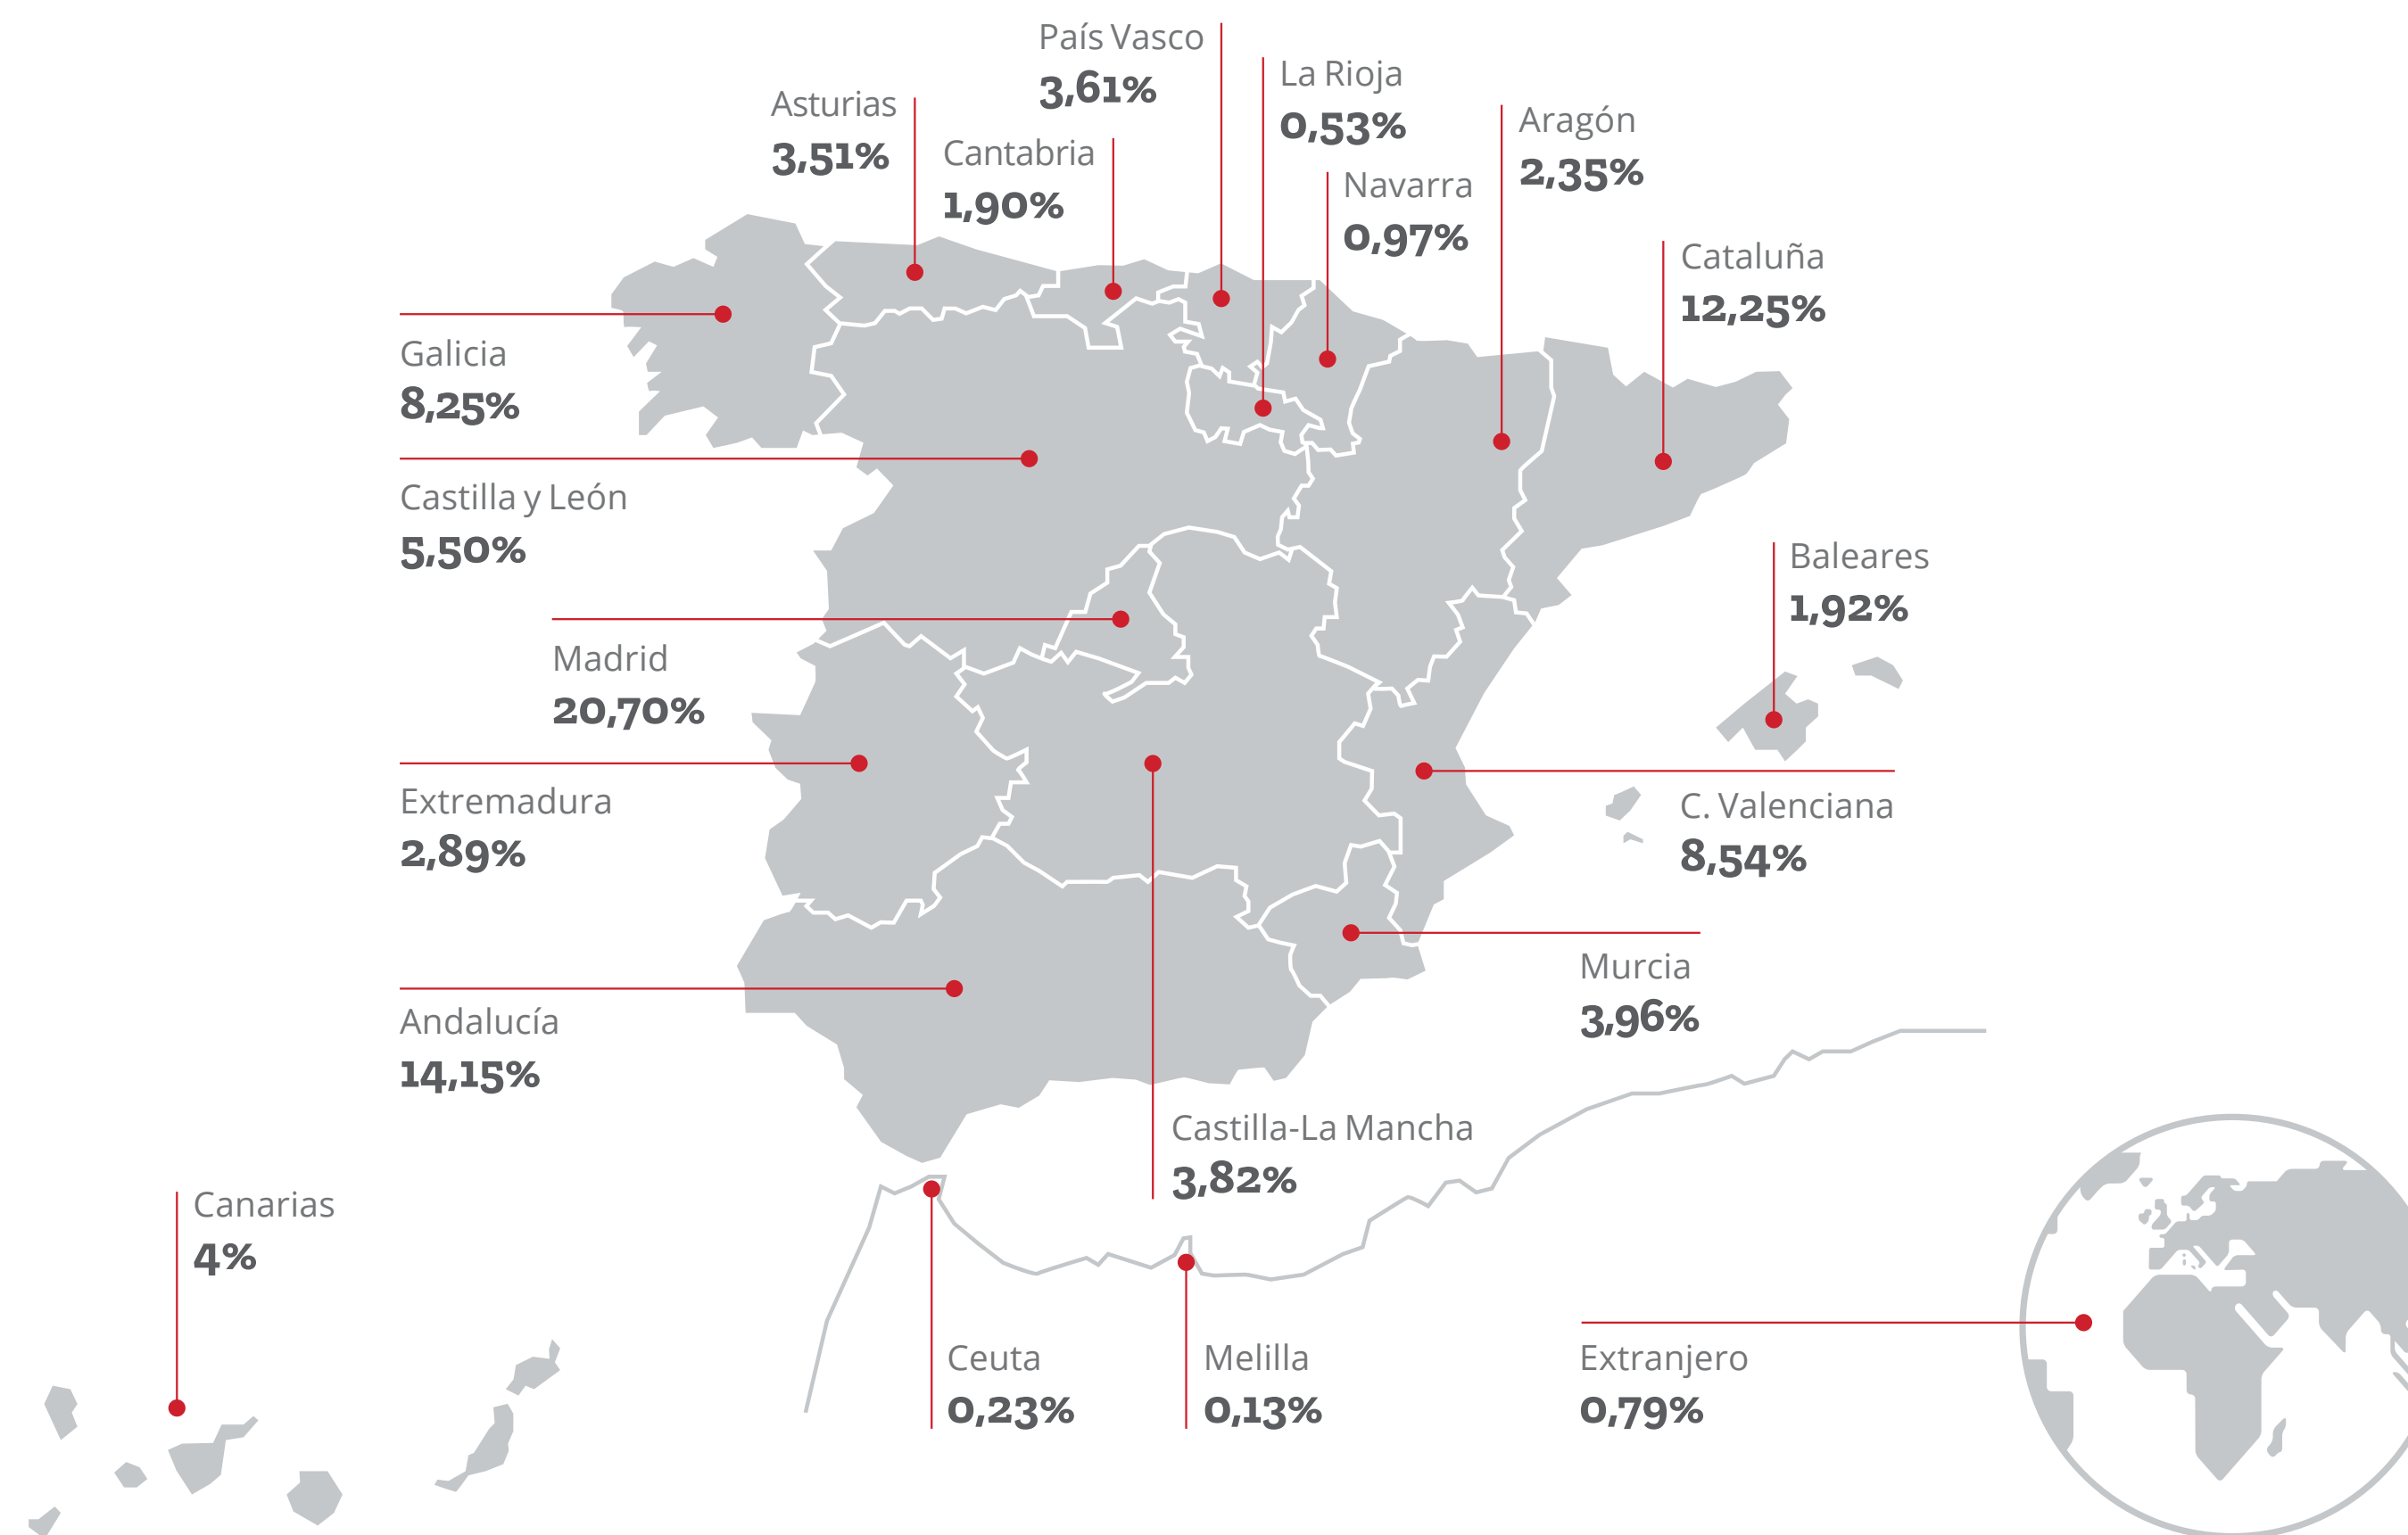 País Vasco
3,61%
La Rioja
0,53%
Asturias
3,51%
Aragón
2,35%
Cantabria
1,90%
Navarra
0,97%
Cataluña
12,25%
Galicia
8,25%
Castilla y León
5,50%
Baleares
1,92%
Madrid
20,70%
Extremadura
2,89%
C. Valenciana
8,54%
Murcia
3,96%
Andalucía
14,15%
Castilla-La Mancha
3,82%
Canarias
4%
Ceuta
0,23%
Melilla
0,13%
Extranjero
0,79%